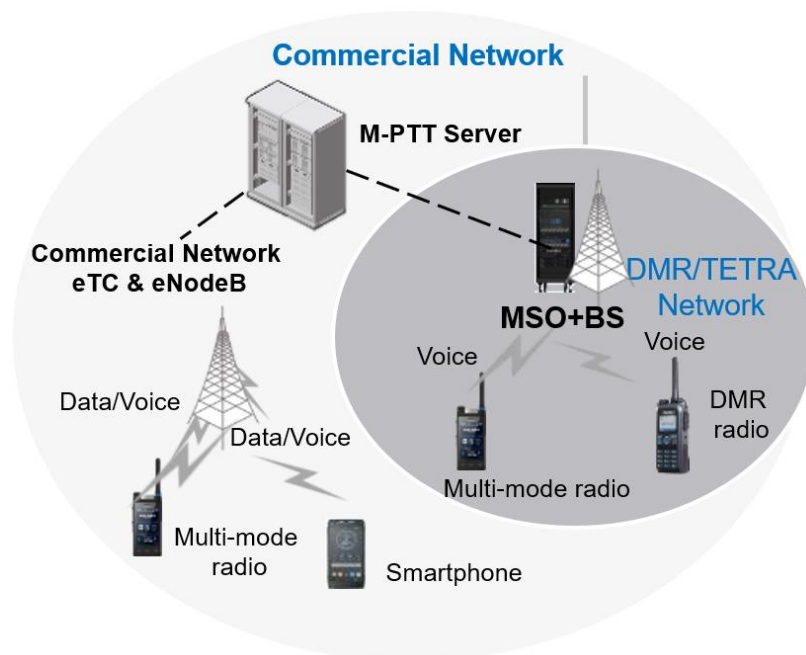 Commercial Network
M-PTT Server
Commercial Network
eTC & eNodeB
DMR/TETRA
Network
MSO+BS
Voice
Voice
Data/Voice
Data/Voice
DMR
radio
Multi-mode radio
Multi-mode
radio
Smartphone